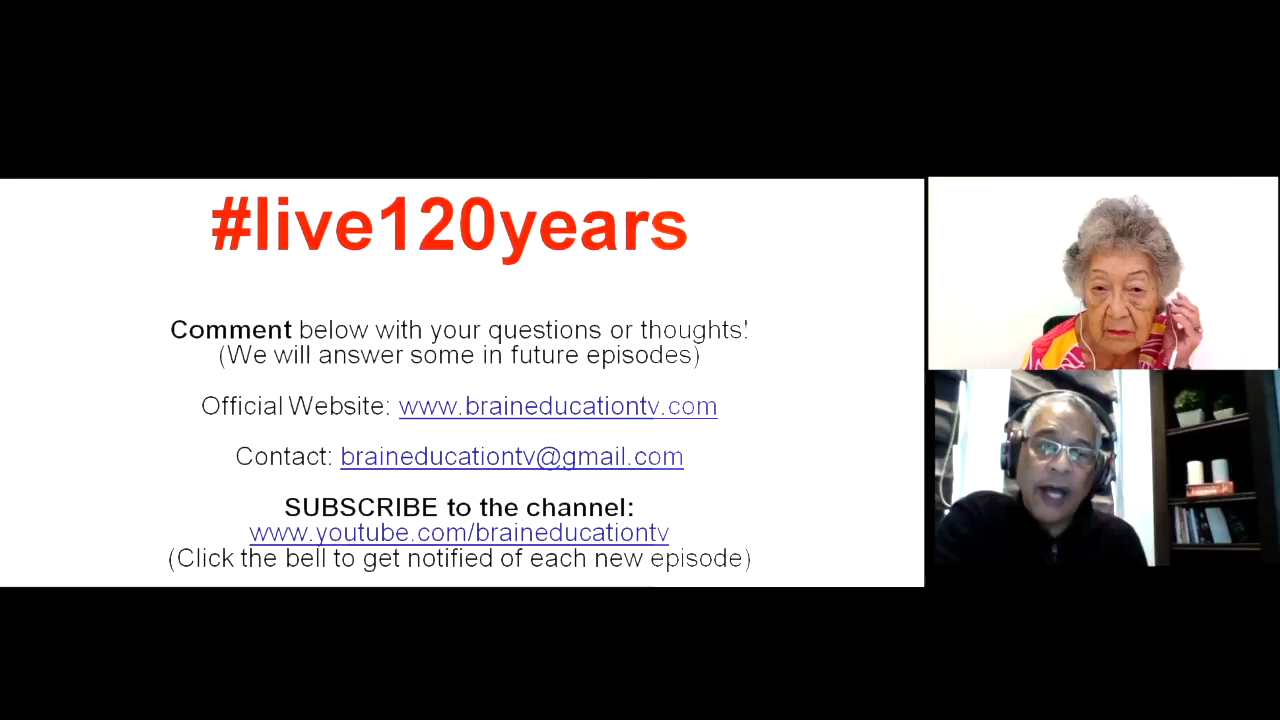 #live120years
Comment below with your questions or thoughts!
(We will answer some in future episodes)
Official Website: www.braineducationtv.com
Contact: braineducationtv@gmail.com
SUBSCRIBE to the channel:
www.youtube.com/braineducationtv
(Click the bell to get notified of each new episode)